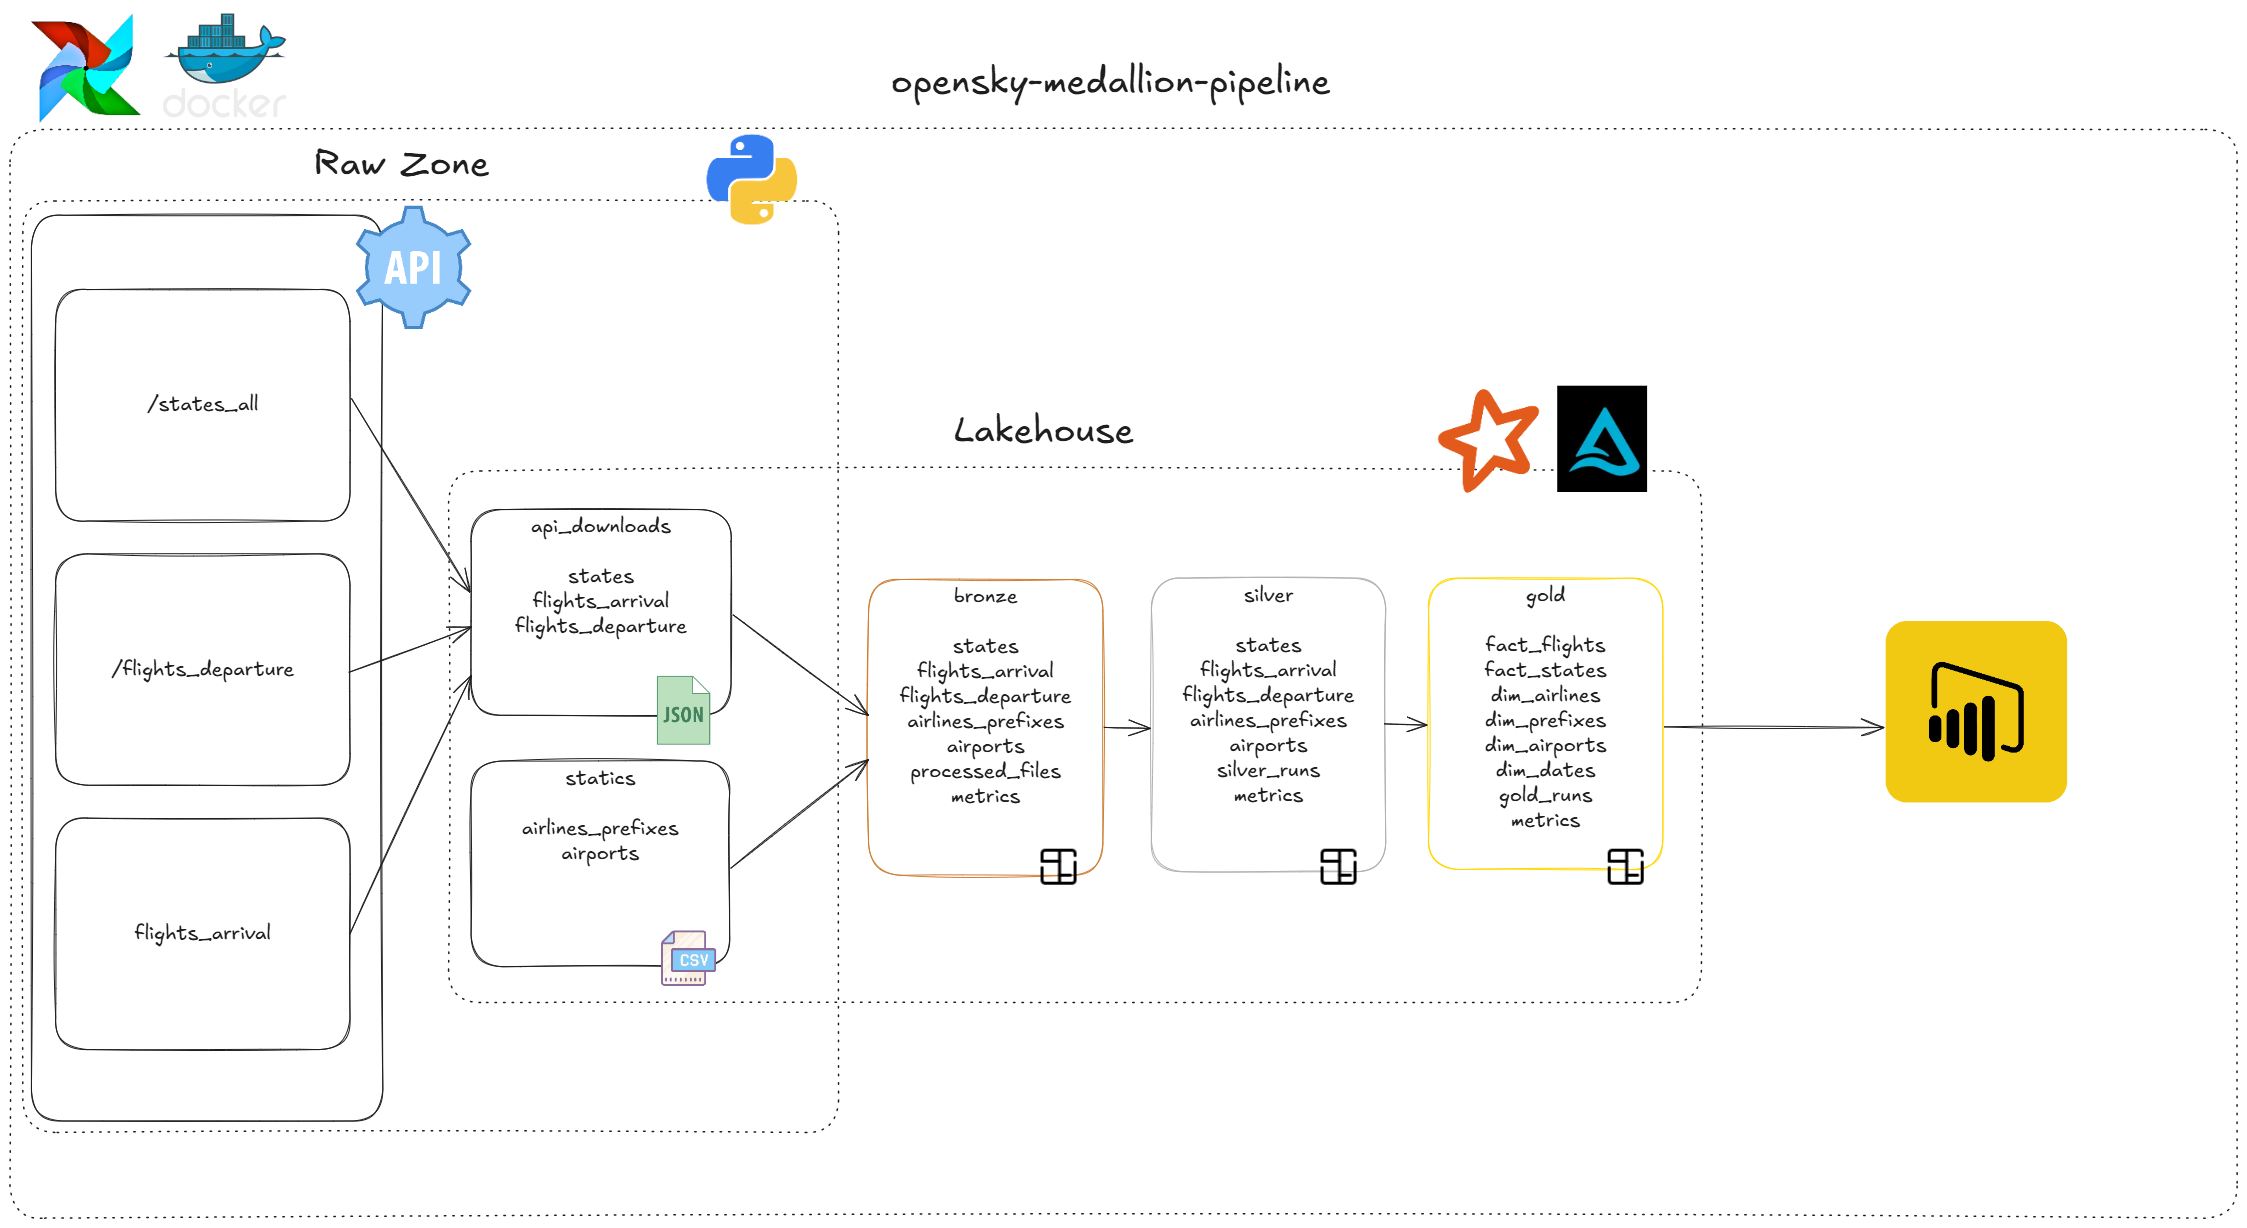 docker
opensky-medallion-pipeline
Raw Zone
API
/states_all
/flights_departure
flights_arrival
Lakehouse
api_downloads
states
flights_arrival
flights_departure
JSON
statics
airlines_prefixes
airports
CSV
bronze
states
flights_arrival
flights_departure
airlines_prefixes
airports
processed_files
metrics
silver
states
flights_arrival
flights_departure
airlines_prefixes
airports
silver_runs
metrics
gold
fact_flights
fact_states
dim_airlines
dim_prefixes
dim_airports
dim_dates
gold_runs
metrics